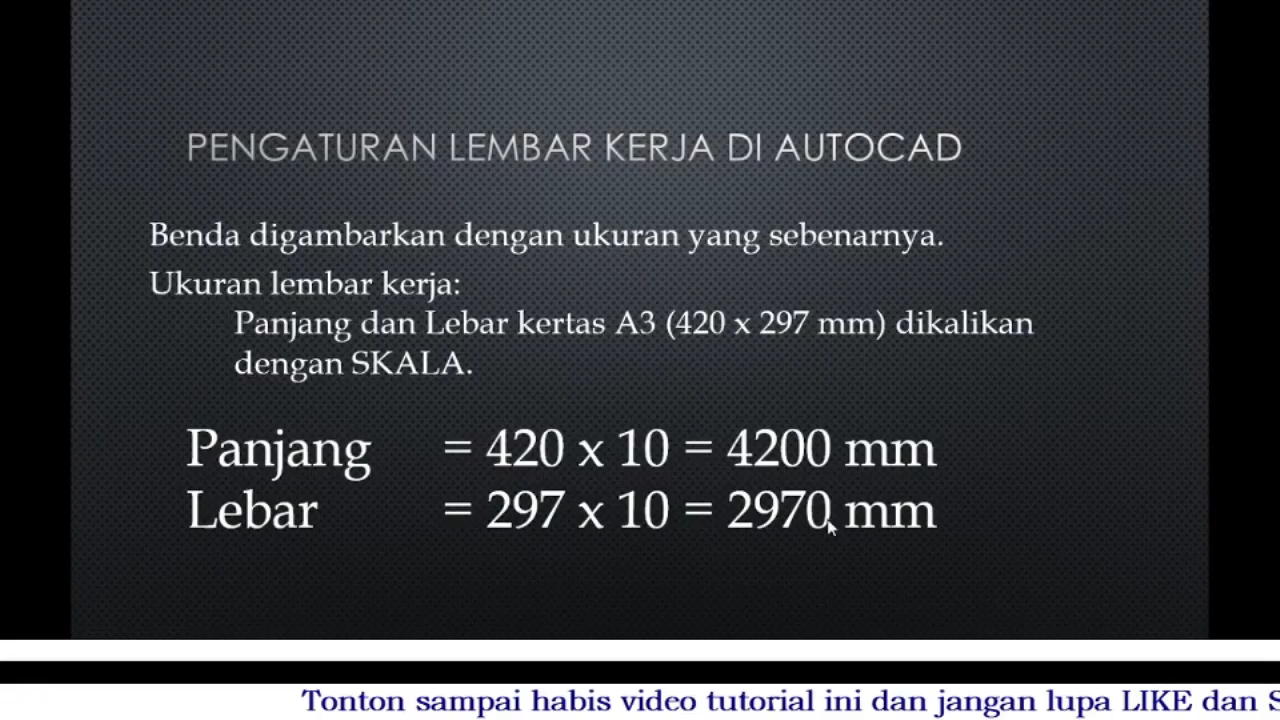 PENGATURAN LEMBAR KERJA DI AUTOCAD
Benda digambarkan dengan ukuran yang sebenarnya.
Ukuran lembar kerja:
Panjang dan Lebar kertas A3 (420 x 297 mm) dikalikan
dengan SKALA.
Panjang = 420 x 10 = 4200 mm
Lebar = 297 x 10 = 2970 mm
Tonton sampai habis video tutorial ini dan jangan lupa LIKE dan